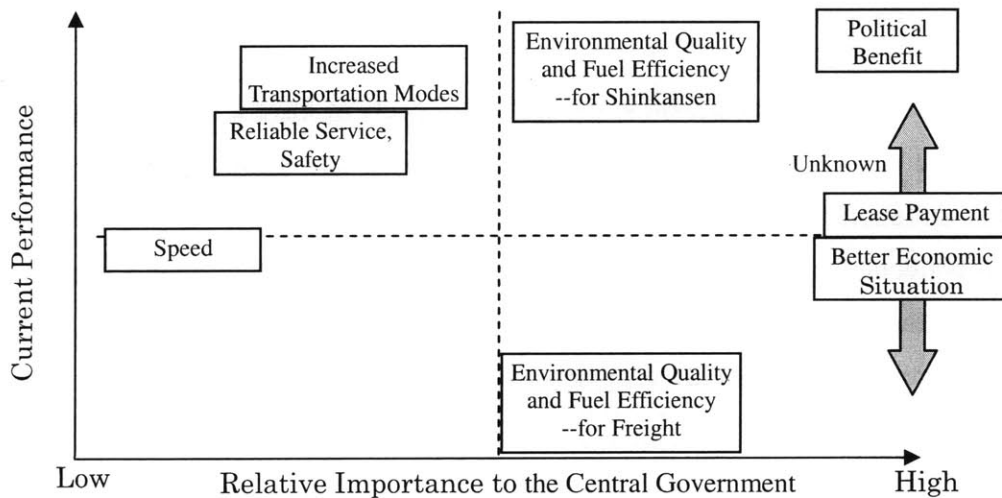 Political
Benefit
Environmental Quality
and Fuel Efficiency
--for Shinkansen
Increased
Transportation Modes
Reliable Service,
Safety
Unknown
Lease Payment
Speed
Better Economic
Situation
Current Performance
Environmental Quality
and Fuel Efficiency
--for Freight
Low
Relative Importance to the Central Government
High